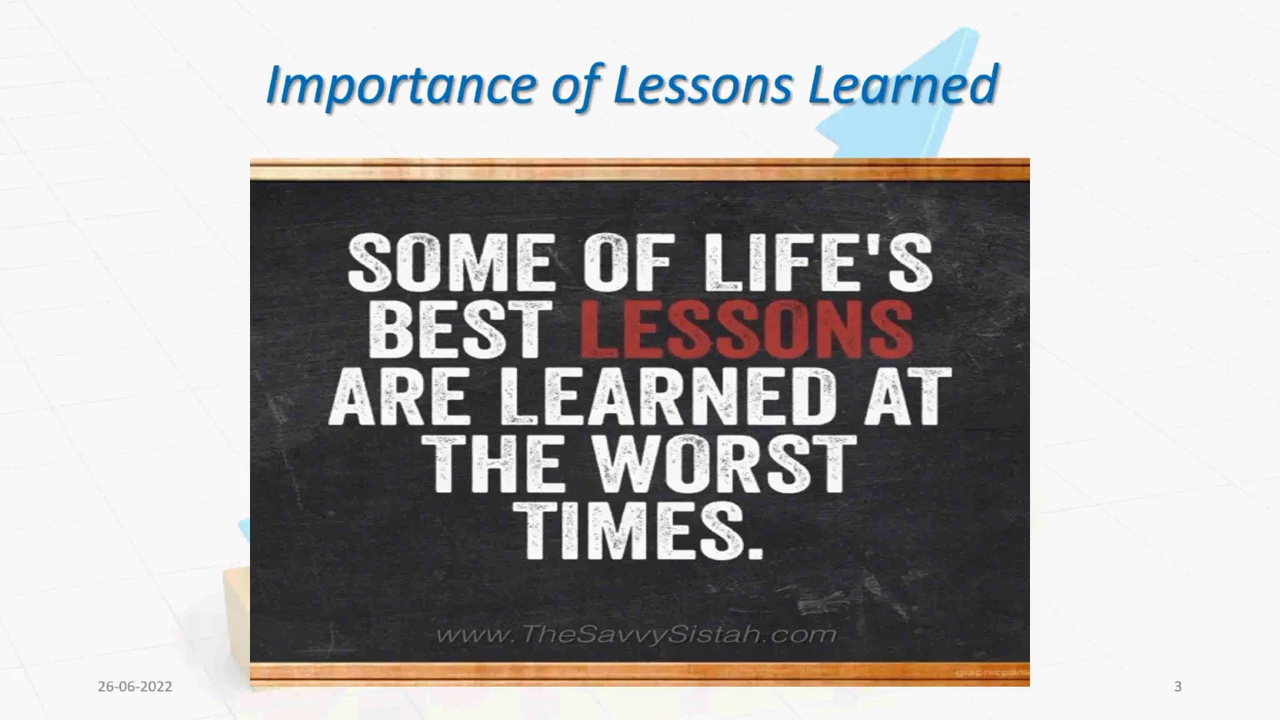 Importance of Lessons Learned
SOME OF LIFE'S
BEST LESSONS
ARE LEARNED AT
THE WORST
TIMES.
www.TheSavvySistah.com
26-06-2022
3